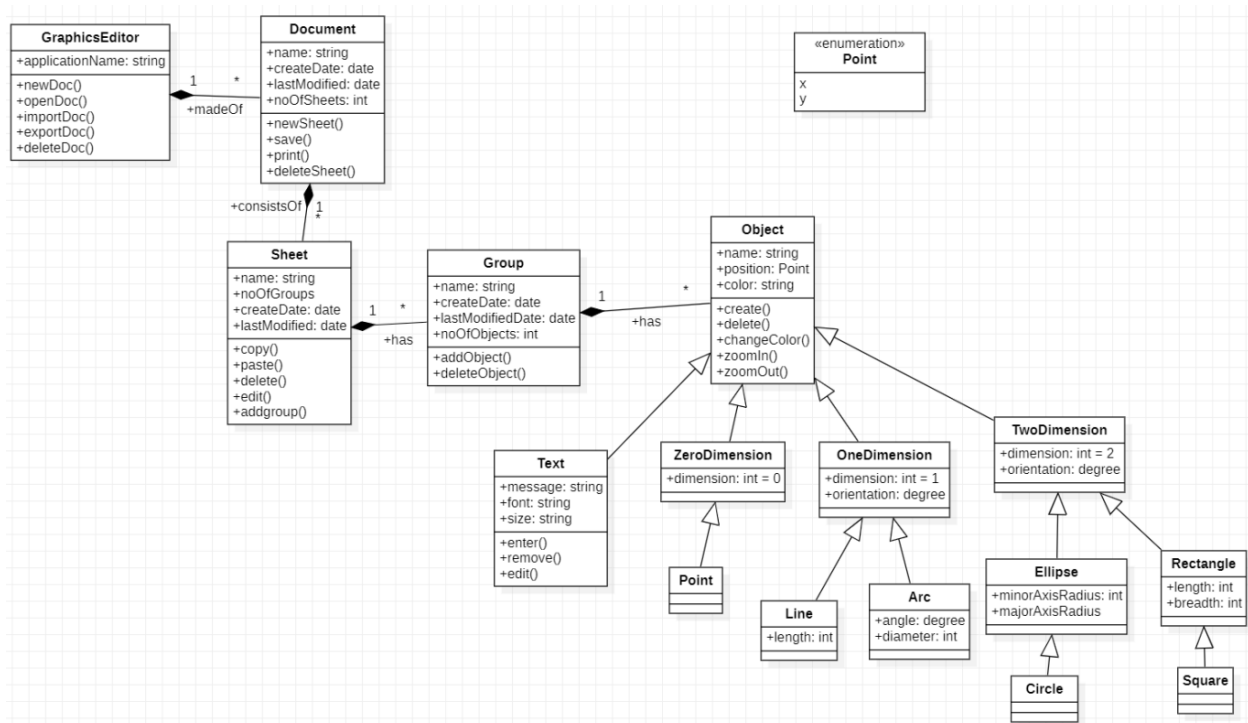 GraphicsEditor
+applicationName: string
+newDoc()
+openDoc()
+importDoc()
+exportDoc()
+deleteDoc()
1
*
+madeOf
Document
+name: string
+createDate: date
+lastModified: date
+noOfSheets: int
+newSheet()
+save()
+print()
+deleteSheet()
«enumeration»
Point
x
y
+consistsOf
1
*
Sheet
+name: string
+noOfGroups
+createDate: date
+lastModified: date
+copy()
+paste()
+delete()
+edit()
+addgroup()
1
*
+has
Group
+name: string
+createDate: date
+lastModifiedDate: date
+noOfObjects: int
+addObject()
+deleteObject()
1
*
+has
Object
+name: string
+position: Point
+color: string
+create()
+delete()
+changeColor()
+zoomIn()
+zoomOut()
Text
+message: string
+font: string
+size: string
+enter()
+remove()
+edit()
ZeroDimension
+dimension: int = 0
OneDimension
+dimension: int = 1
+orientation: degree
TwoDimension
+dimension: int = 2
+orientation: degree
Point
Line
+length: int
Arc
+angle: degree
+diameter: int
Ellipse
+minorAxisRadius: int
+majorAxisRadius
Rectangle
+length: int
+breadth: int
Circle
Square